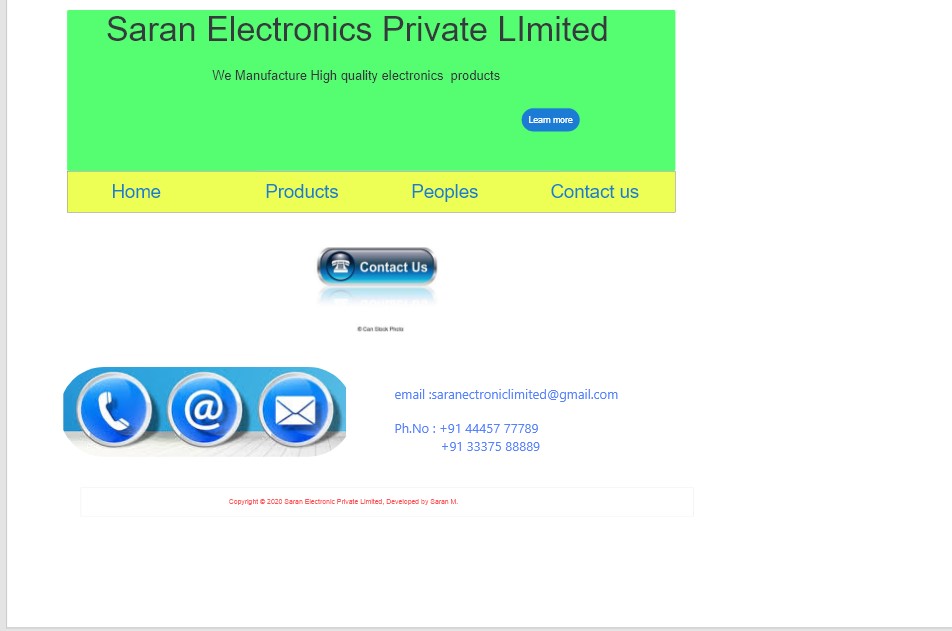 Saran Electronics Private LImited
We Manufacture High quality electronics  products
Learn more
Home Products Peoples Contact us
Contact Us
© Can Stock Photo
@
email :saranectroniclimited@gmail.com
Ph.No : +91 44457 77789
+91 33375 88889
Copyright © 2020 Saran Electronic Private Limited, Developed by Saran M.